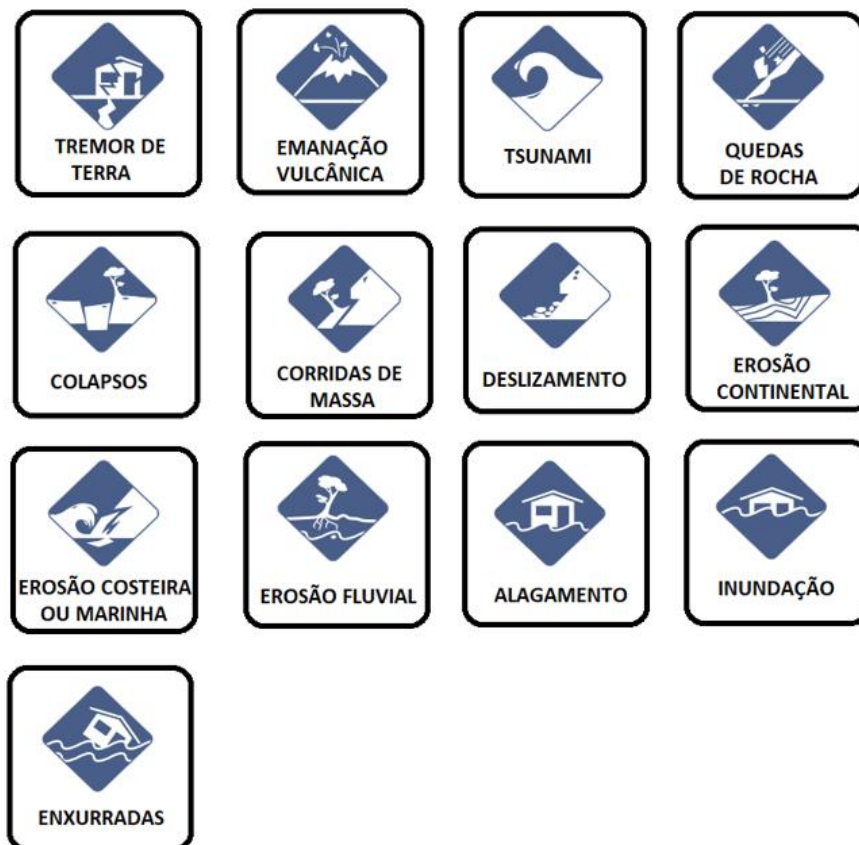 TREMOR DE
TERRA
EMANAÇÃO
VULCÂNICA
TSUNAMI
QUEDAS
DE ROCHA
COLAPSOS
CORRIDAS DE
MASSA
DESLIZAMENTO
EROSÃO
CONTINENTAL
EROSÃO COSTEIRA
OU MARINHA
EROSÃO FLUVIAL
ALAGAMENTO
INUNDAÇÃO
ENXURRADAS